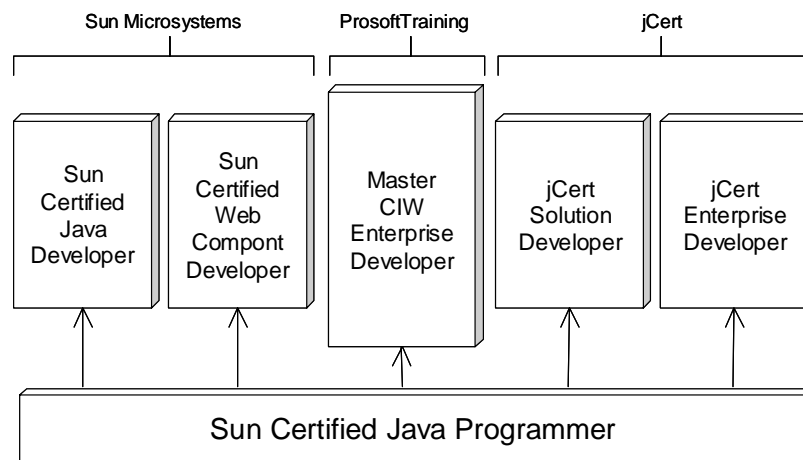 Sun Microsystems
ProsoftTraining
jCert
Sun
Certified
Java
Developer
Sun
Certified
Web
Compont
Developer
Master
CIW
Enterprise
Developer
jCert
Solution
Developer
jCert
Enterprise
Developer
Sun Certified Java Programmer